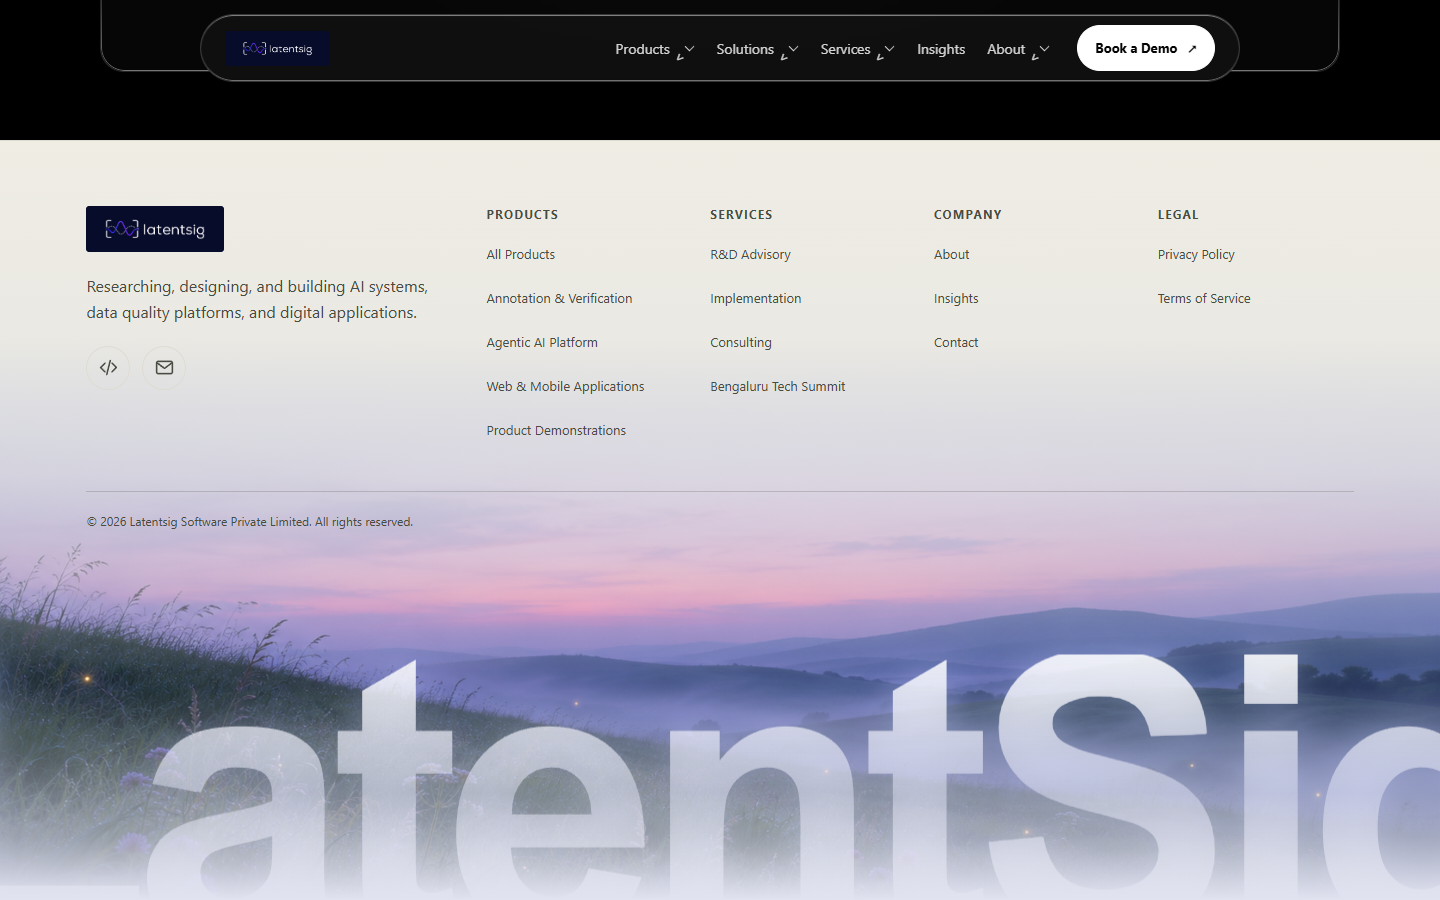 latentsig
Products
Solutions
Services
Insights
About
Book a Demo
latentsig
Researching, designing, and building AI systems,
data quality platforms, and digital applications.
PRODUCTS
All Products
Annotation & Verification
Agentic AI Platform
Web & Mobile Applications
Product Demonstrations
SERVICES
R&D Advisory
Implementation
Consulting
Bengaluru Tech Summit
COMPANY
About
Insights
Contact
LEGAL
Privacy Policy
Terms of Service
© 2026 Latentsig Software Private Limited. All rights reserved.
LatentSig